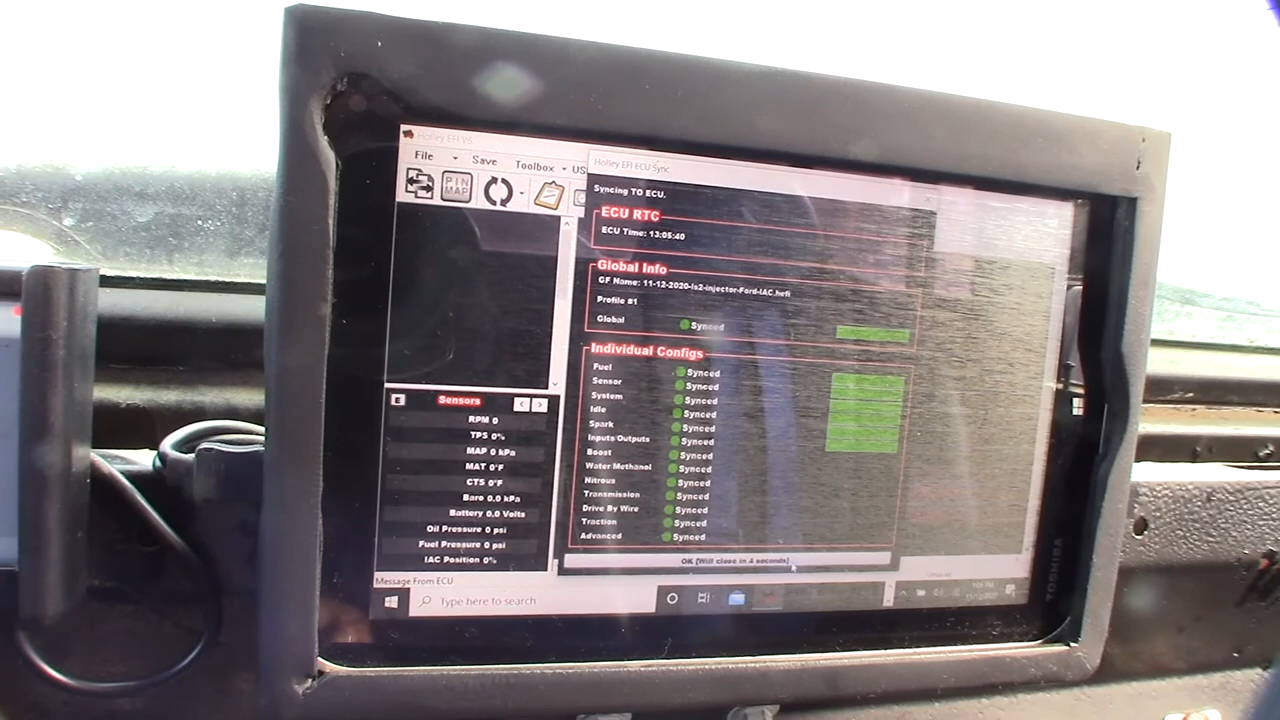 Holley EFI V6
File Save Toolbox
PIN MAP
Holley EFI ECU Sync
Syncing TO ECU.
ECU RTC
ECU Time: 13:05:40
Global Info
GF Name: 11-12-2020-ls2-injector-Ford-IAC.hefi
Profile #1
Global Synced
Individual Configs
Fuel Synced
Sensor Synced
System Synced
Idle Synced
Spark Synced
Inputs/Outputs Synced
Boost Synced
Water Methanol Synced
Nitrous Synced
Transmission Synced
Drive By Wire Synced
Traction Synced
Advanced Synced
OK (Will close in 4 seconds)
E Sensors < >
RPM 0
TPS 0%
MAP 0 kPa
MAT 0°F
CTS 0°F
Baro 0.0 kPa
Battery 0.0 Volts
Oil Pressure 0 psi
Fuel Pressure 0 psi
IAC Position 0%
Message From ECU
Type here to search
TOSHIBA